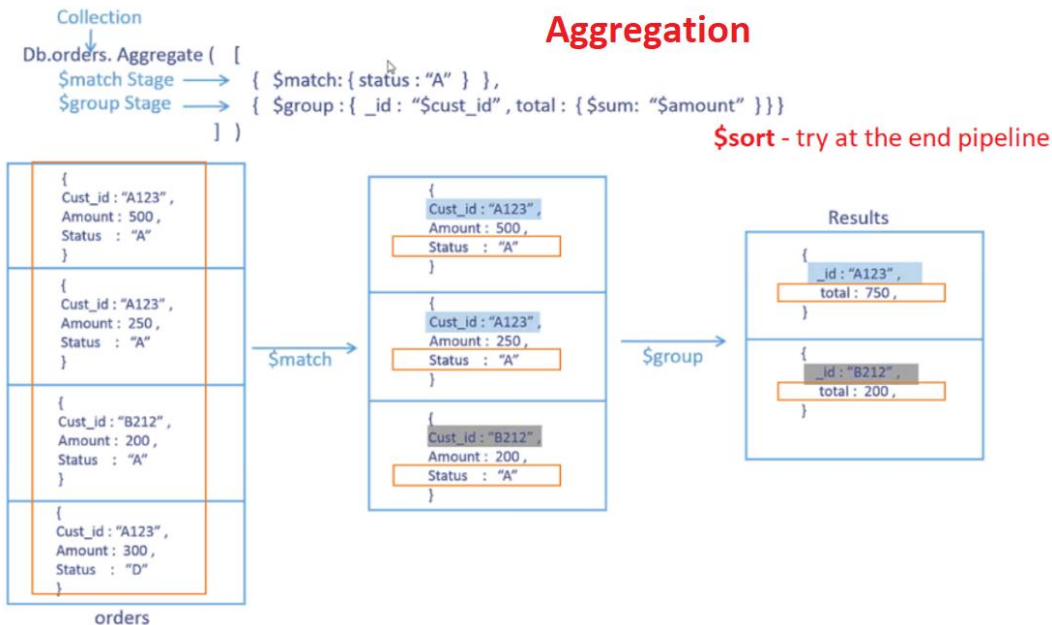 Collection
Aggregation
Db.orders. Aggregate ( [
$match Stage { $match: { status : “A” } },
$group Stage { $group : { _id : “$cust_id” , total : { $sum: “$amount” }}}
] )
$sort - try at the end pipeline
{
Cust_id : “A123” ,
Amount : 500 ,
Status : “A”
}
{
Cust_id : “A123”,
Amount : 250 ,
Status : “A”
}
{
Cust_id : “B212”,
Amount : 200 ,
Status : “A”
}
{
Cust_id : “A123”,
Amount : 300 ,
Status : “D”
}
orders
$match
{
Cust_id : “A123” ,
Amount : 500 ,
Status : “A”
}
{
Cust_id : “A123”,
Amount : 250 ,
Status : “A”
}
{
Cust_id : “B212”,
Amount : 200 ,
Status : “A”
}
$group
Results
{
_id : “A123” ,
total : 750 ,
}
{
_id : “B212” ,
total : 200 ,
}